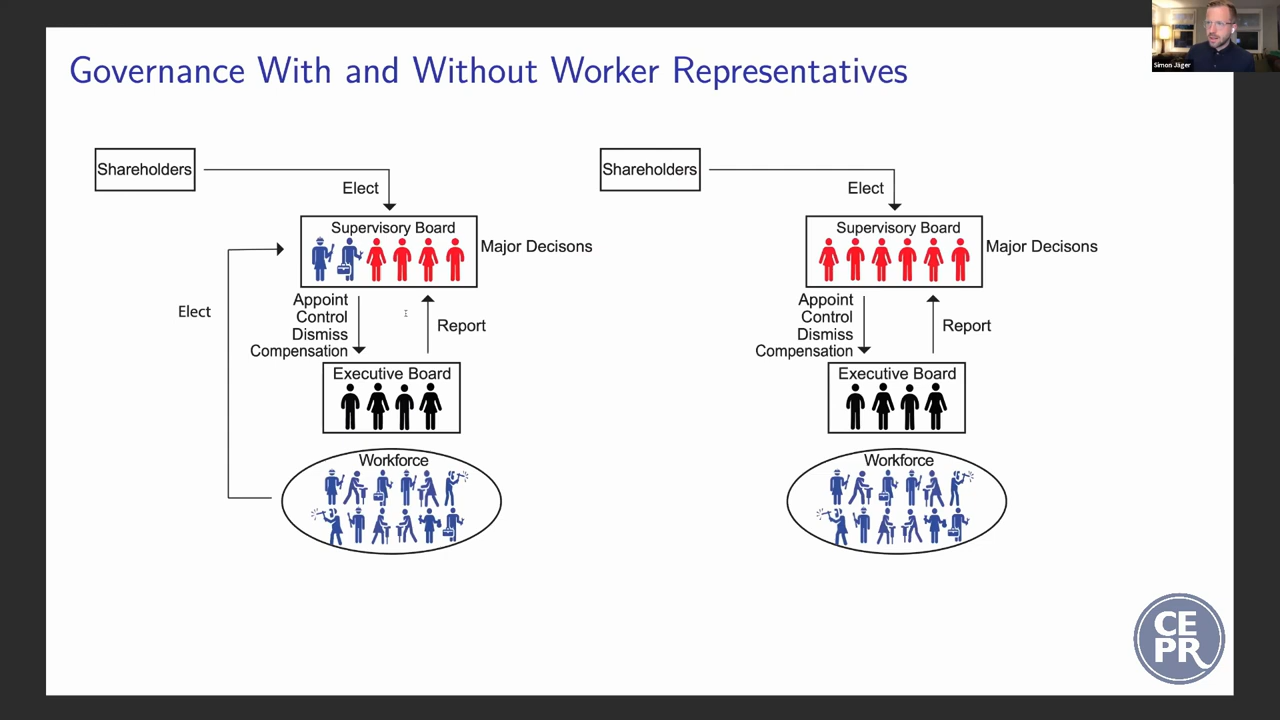 Governance With and Without Worker Representatives
Simon Jäger
Shareholders
Elect
Supervisory Board
Major Decisons
Elect
Appoint
Control
Dismiss
Compensation
Report
Executive Board
Workforce
Shareholders
Elect
Supervisory Board
Major Decisons
Appoint
Control
Dismiss
Compensation
Report
Executive Board
Workforce
CE
PR